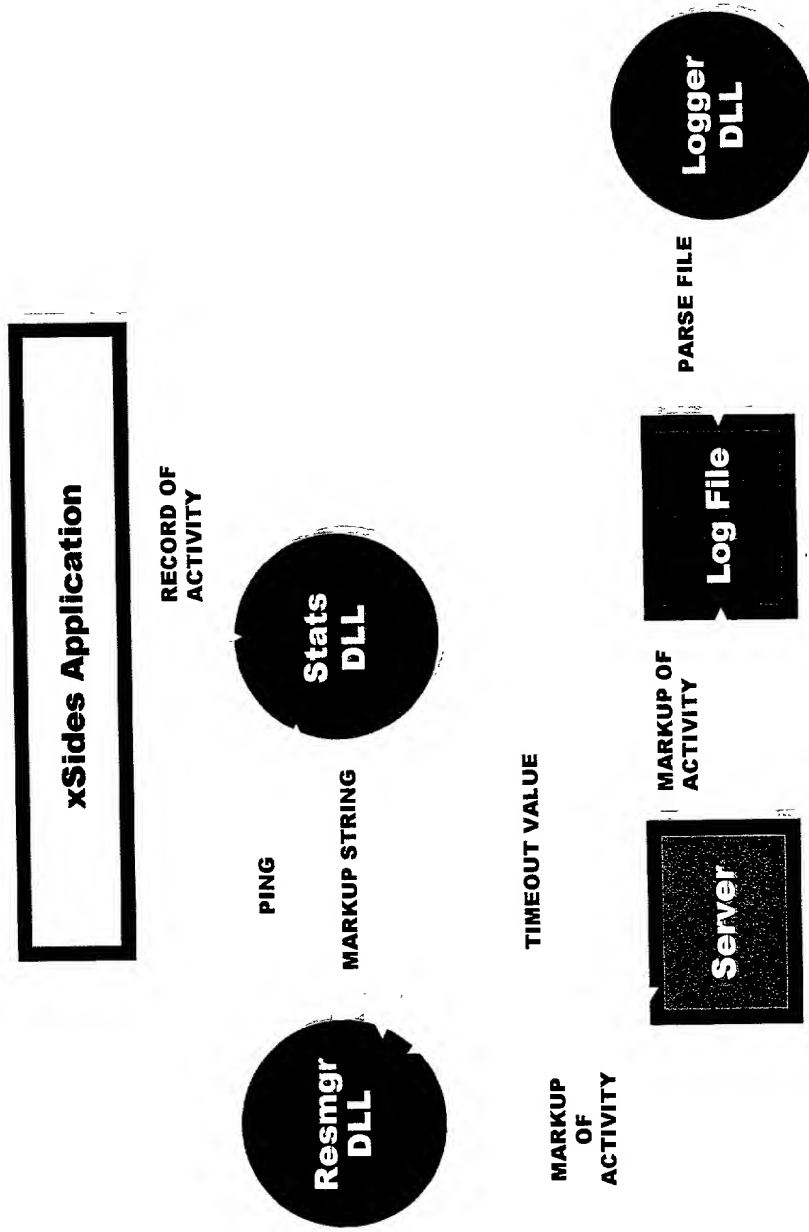 xSides Application
RECORD OF
ACTIVITY
PING
MARKUP STRING
Stats
DLL
Resmgr
DLL
TIMEOUT VALUE
MARKUP
OF
ACTIVITY
Server
MARKUP OF
ACTIVITY
Log File
PARSE FILE
Logger
DLL